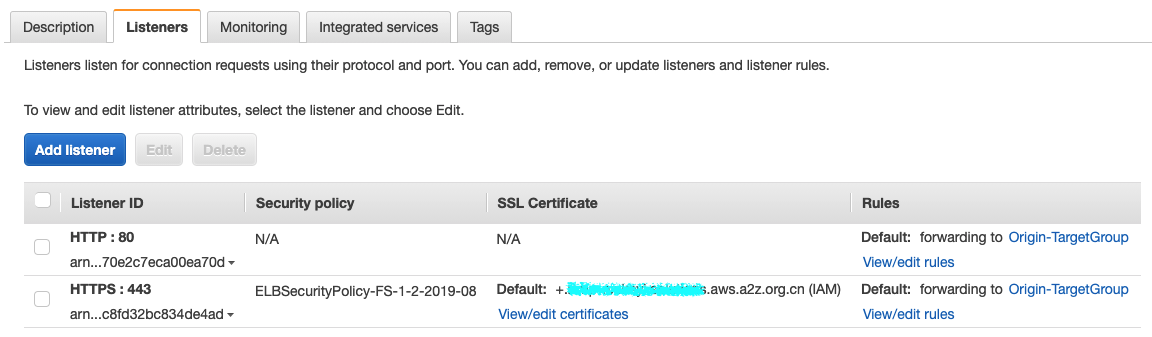 Description Listeners Monitoring Integrated services Tags
Listeners listen for connection requests using their protocol and port. You can add, remove, or update listeners and listener rules.
To view and edit listener attributes, select the listener and choose Edit.
Add listener Edit Delete
Listener ID Security policy SSL Certificate Rules
HTTP : 80 N/A N/A Default: forwarding to Origin-TargetGroup
arn...70e2c7eca00ea70d View/edit rules
HTTPS : 443 ELBSecurityPolicy-FS-1-2-2019-08 Default: +. s.aws.a2z.org.cn (IAM) Default: forwarding to Origin-TargetGroup
arn...c8fd32bc834de4ad View/edit certificates View/edit rules